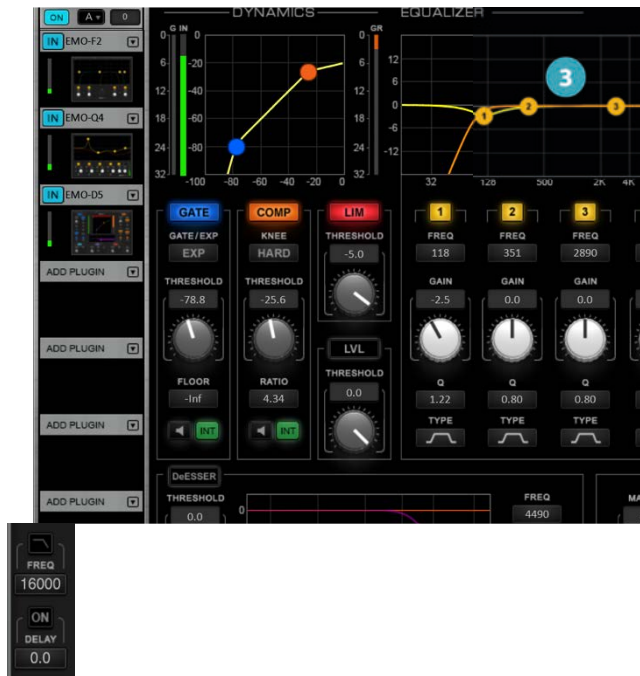 ON A 0
DYNAMICS EQUALIZER
IN EMO-F2
G IN GR
0 0 0
6 -20 6
12 -40 12
18 -60 18
24 -80 24
32 32
-100 -80 -60 -40 -20 0
12
6
0
-6
-12
32 128 500 2K 4K
3
1 2 3
IN EMO-Q4
IN EMO-D5
ADD PLUGIN
ADD PLUGIN
ADD PLUGIN
ADD PLUGIN
GATE COMP LIM 1 2 3
GATE/EXP KNEE THRESHOLD FREQ FREQ FREQ
EXP HARD -5.0 118 351 2890
THRESHOLD THRESHOLD GAIN GAIN GAIN
-78.8 -25.6 -2.5 0.0 0.0
LVL
FLOOR RATIO THRESHOLD Q Q Q
-Inf 4.34 0.0 1.22 0.80 0.80
INT INT TYPE TYPE TYPE
DeESSER
THRESHOLD FREQ MA
0.0 0 4490
FREQ
16000
ON
DELAY
0.0